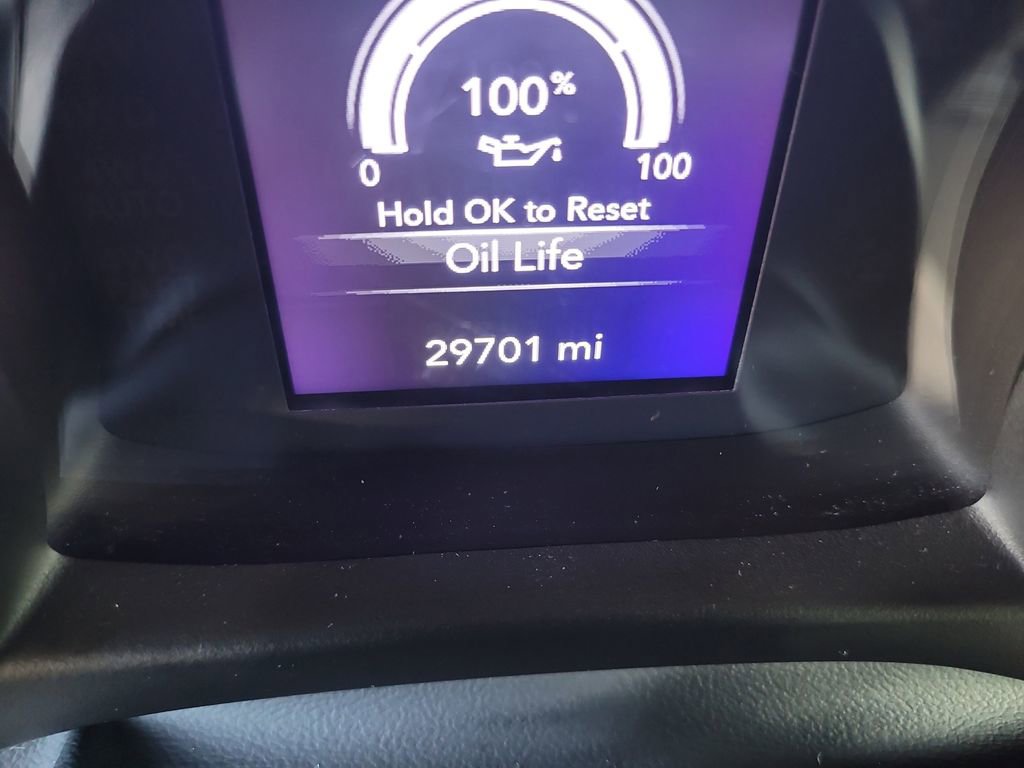 100%
0 100
Hold OK to Reset
Oil Life
29701 mi